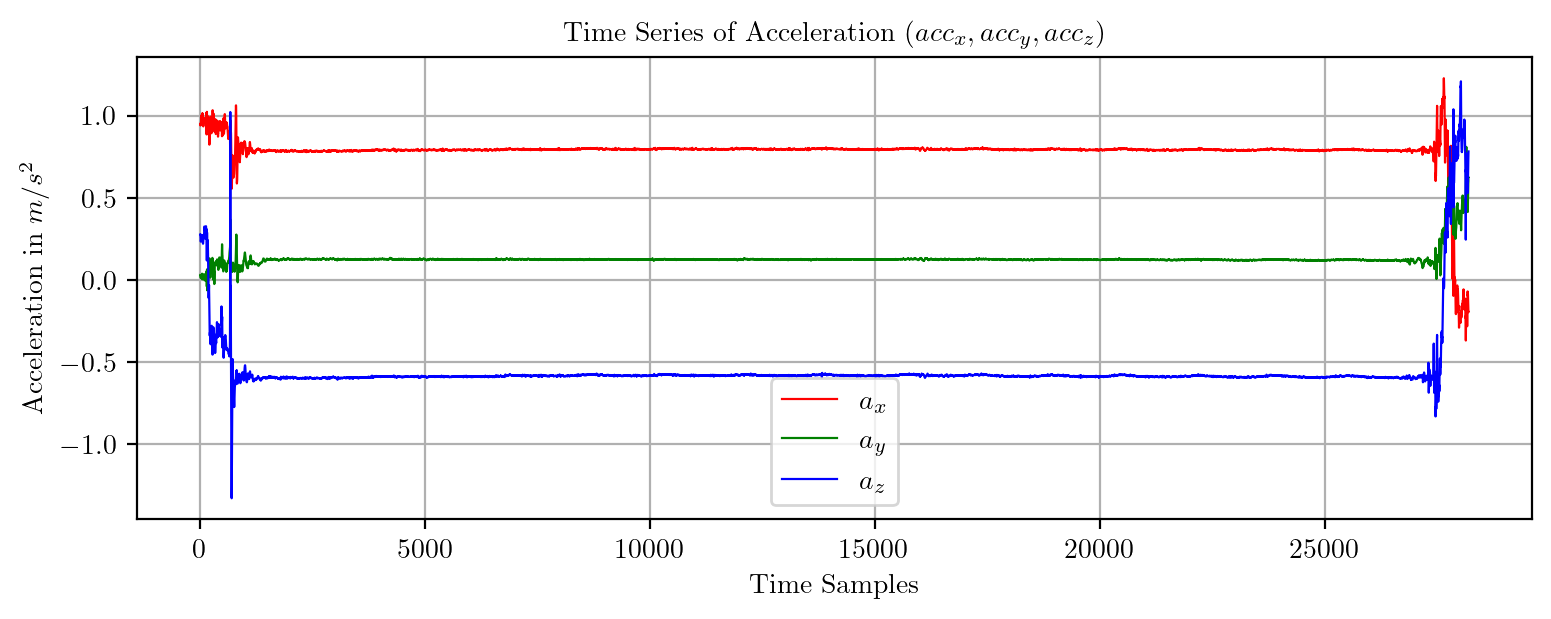 Time Series of Acceleration (acc_x, acc_y, acc_z)
Acceleration in m/s^2
1.0
0.5
0.0
−0.5
−1.0
a_x
a_y
a_z
0 5000 10000 15000 20000 25000
Time Samples